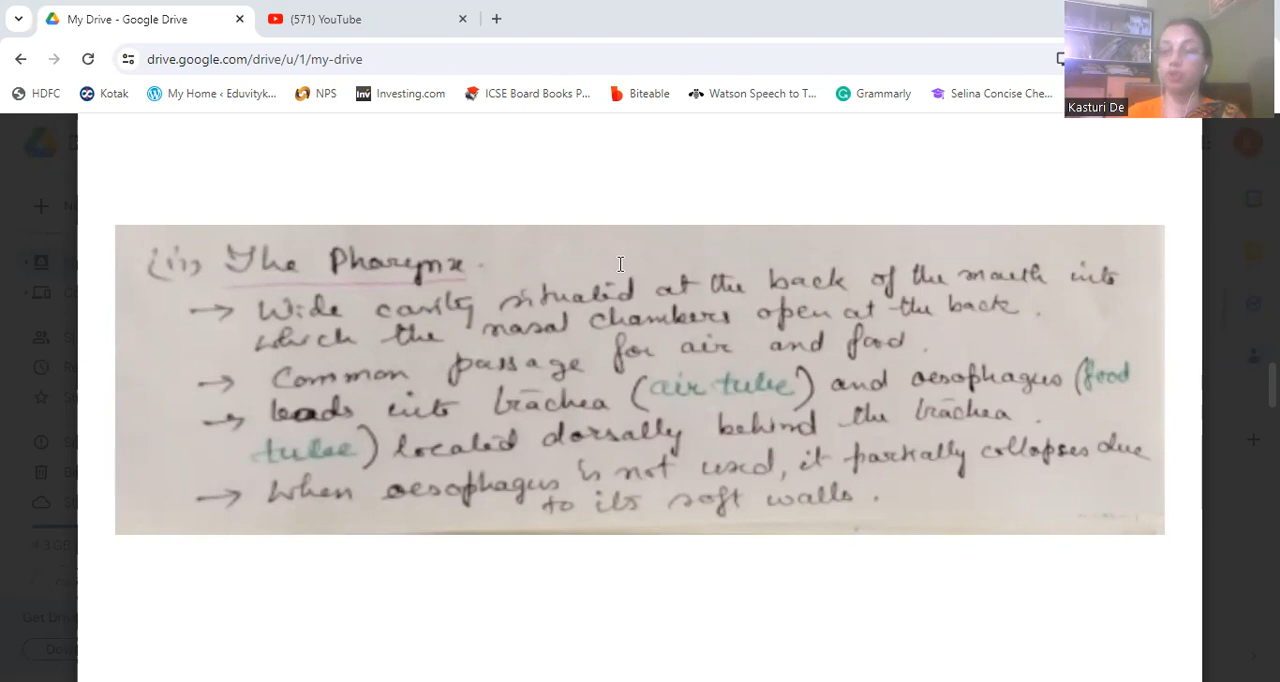 My Drive - Google Drive
(571) YouTube
drive.google.com/drive/u/1/my-drive
HDFC Kotak My Home ‹ Eduvityk... NPS Investing.com ICSE Board Books P... Biteable Watson Speech to T... Grammarly Selina Concise Che...
Kasturi De
(ii) The Pharynx.
→ Wide cavity situated at the back of the mouth into
which the nasal chambers open at the back.
→ Common passage for air and food.
→ leads into trachea (air tube) and oesophagus (food
tube) located dorsally behind the trachea.
→ When oesophagus is not used, it partially collapses due
to its soft walls.